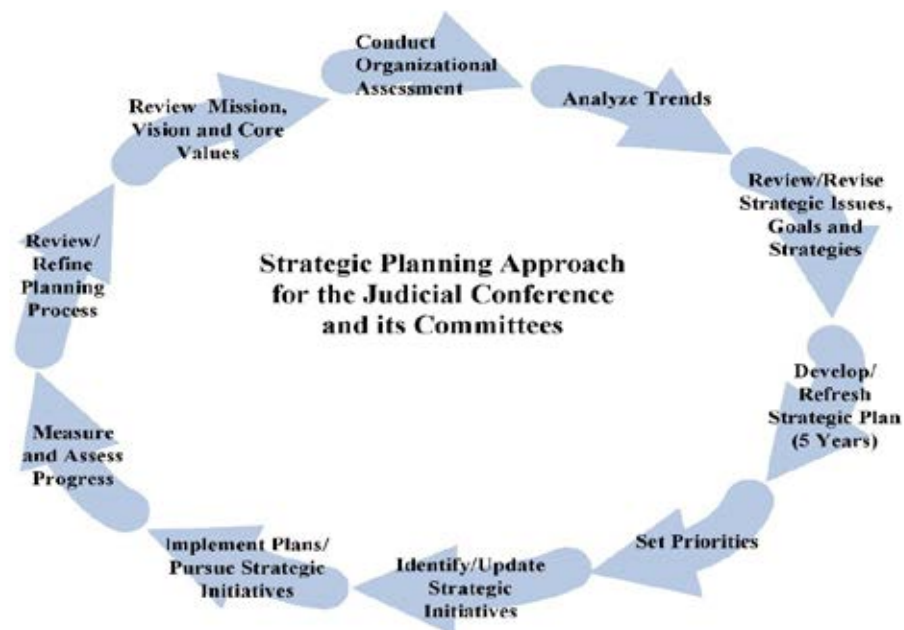 Conduct
Organizational
Assessment
Analyze Trends
Review/Revise
Strategic Issues,
Goals and
Strategies
Develop/
Refresh
Strategic Plan
(5 Years)
Set Priorities
Identify/Update
Strategic
Initiatives
Implement Plans/
Pursue Strategic
Initiatives
Measure
and Assess
Progress
Review/
Refine
Planning
Process
Review Mission,
Vision and Core
Values
Strategic Planning Approach
for the Judicial Conference
and its Committees